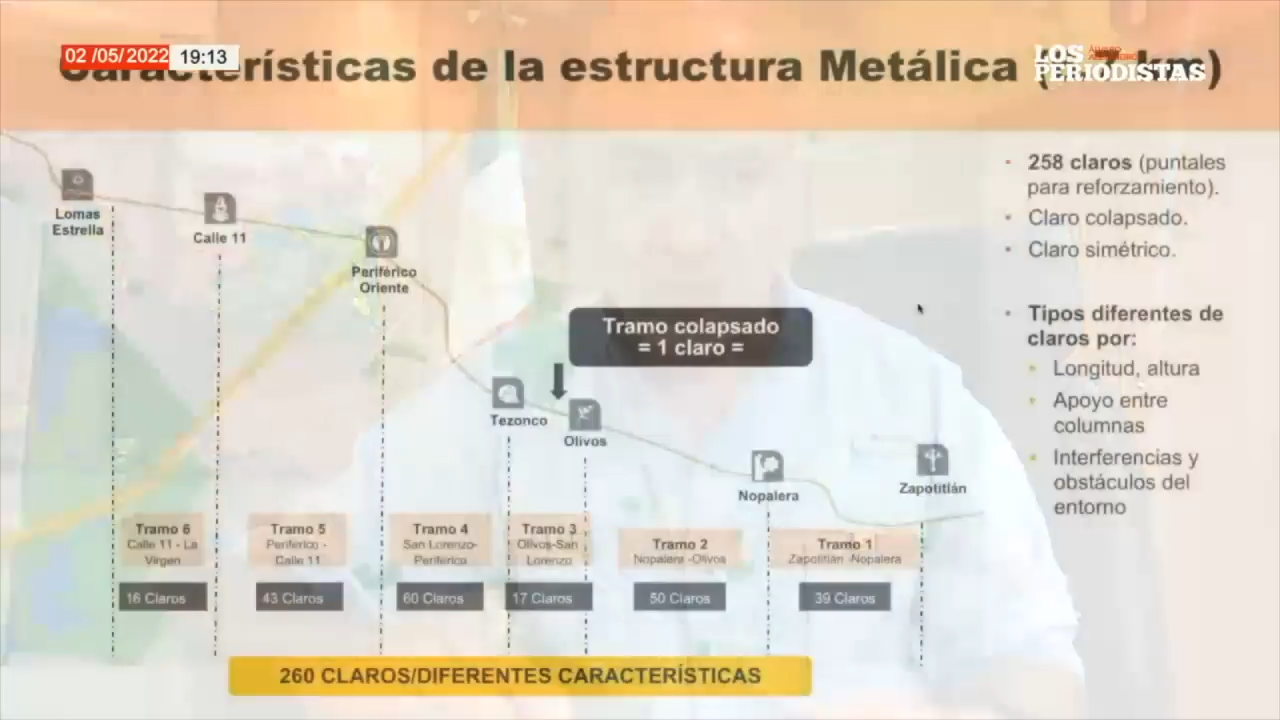 02 /05/2022 19:13
Características de la estructura Metálica ( km)
LOS
PERIODISTAS
258 claros (puntales
para reforzamiento).
Claro colapsado.
Claro simétrico.
Tipos diferentes de
claros por:
Longitud, altura
Apoyo entre
columnas
Interferencias y
obstáculos del
entorno
Lomas
Estrella
Calle 11
Periférico
Oriente
Tramo colapsado
= 1 claro =
Tezonco
Olivos
Nopalera
Zapotitlán
Tramo 6
Calle 11 - La
Virgen
16 Claros
Tramo 5
Periférico -
Calle 11
43 Claros
Tramo 4
San Lorenzo-
Periférico
60 Claros
Tramo 3
Olivos-San
Lorenzo
17 Claros
Tramo 2
Nopalera -Olivos
50 Claros
Tramo 1
Zapotitlán -Nopalera
39 Claros
260 CLAROS/DIFERENTES CARACTERÍSTICAS